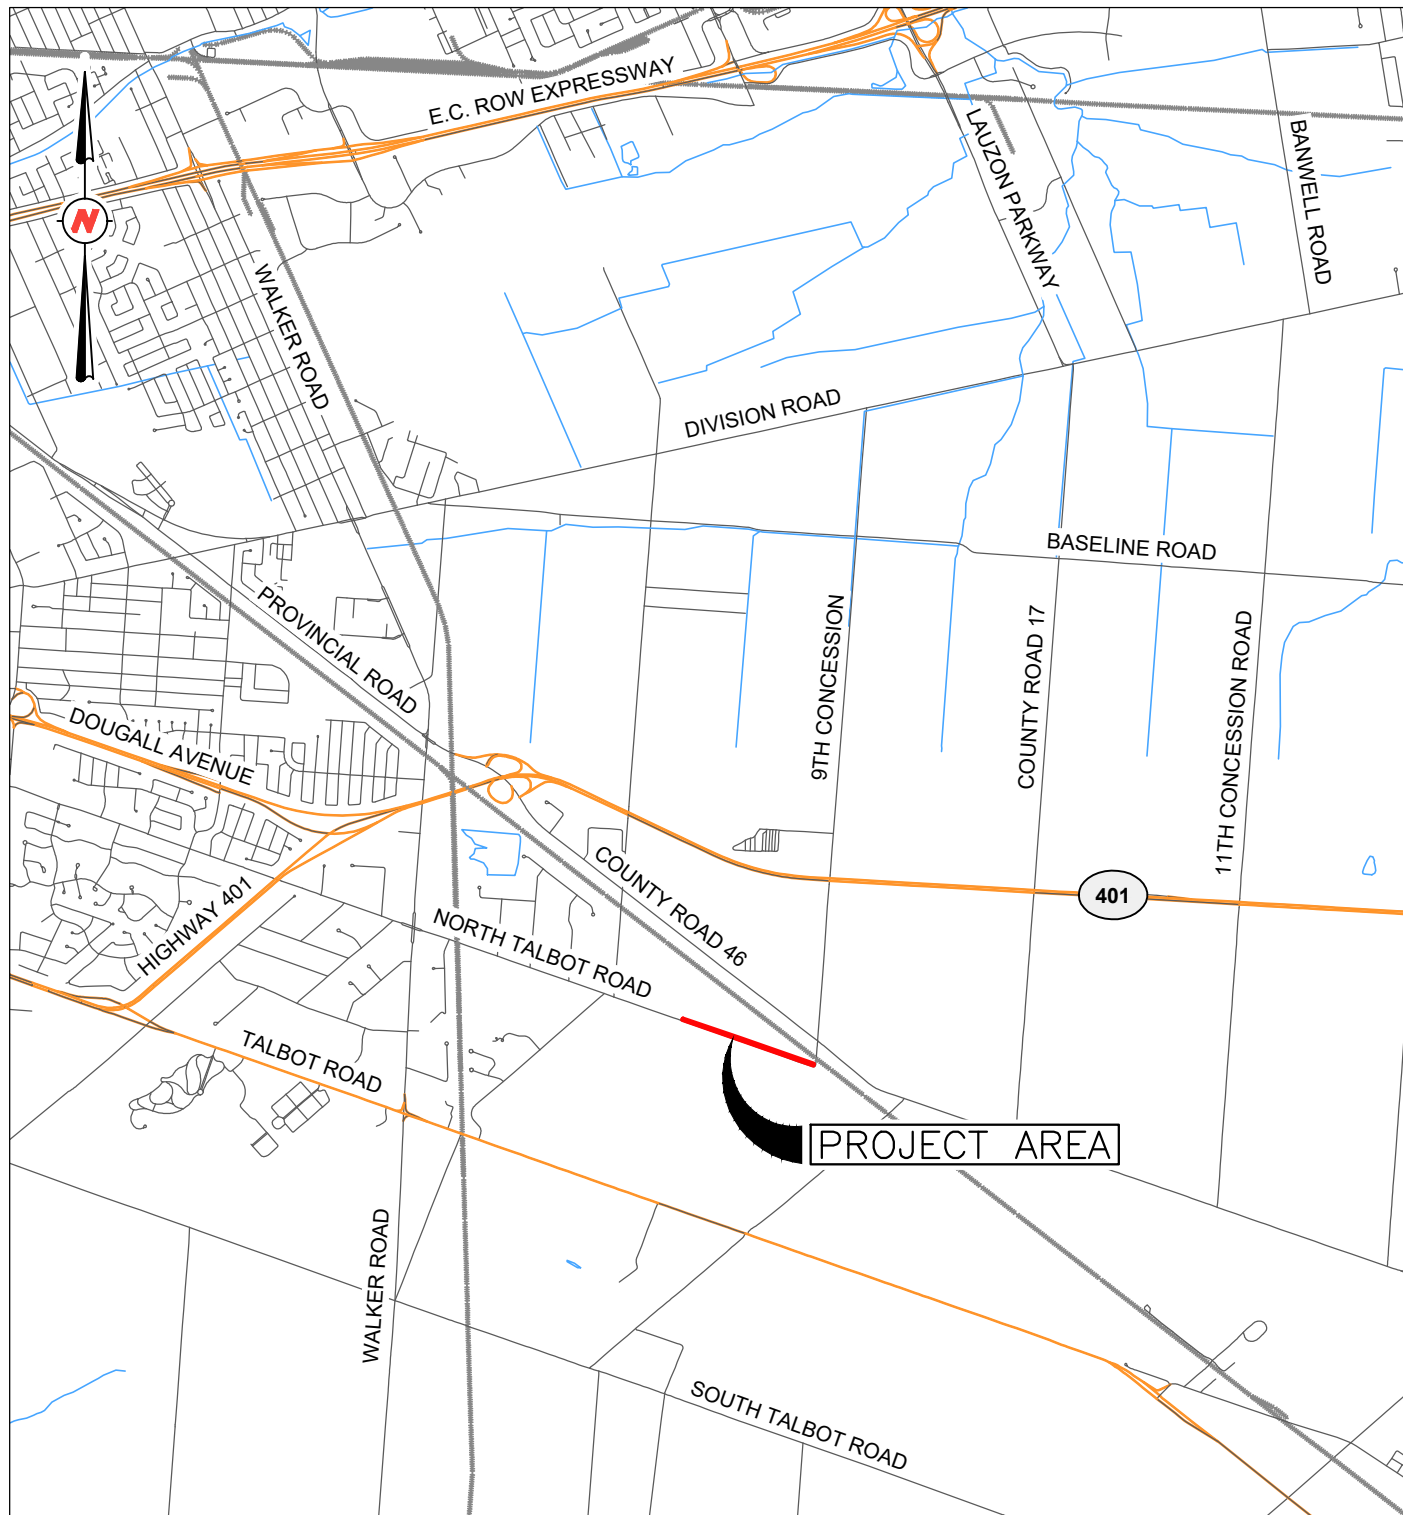 E.C. ROW EXPRESSWAY
LAUZON PARKWAY
BANWELL ROAD
N
WALKER ROAD
DIVISION ROAD
BASELINE ROAD
PROVINCIAL ROAD
9TH CONCESSION
COUNTY ROAD 17
11TH CONCESSION ROAD
DOUGALL AVENUE
COUNTY ROAD 46
401
HIGHWAY 401
NORTH TALBOT ROAD
TALBOT ROAD
PROJECT AREA
WALKER ROAD
SOUTH TALBOT ROAD